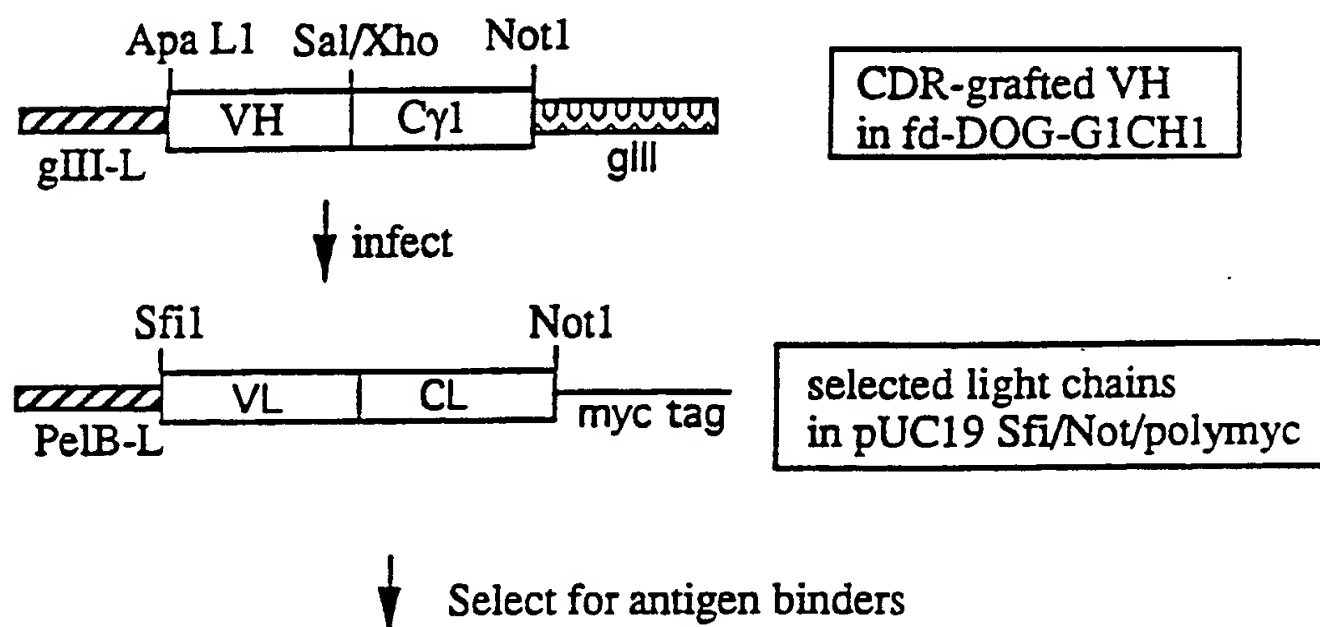 Apa L1 Sal/Xho Not1
VH Cγ1
gIII-L gIII
CDR-grafted VH
in fd-DOG-G1CH1
infect
Sfi1 Not1
VL CL
PelB-L myc tag
selected light chains
in pUC19 Sfi/Not/polymyc
Select for antigen binders